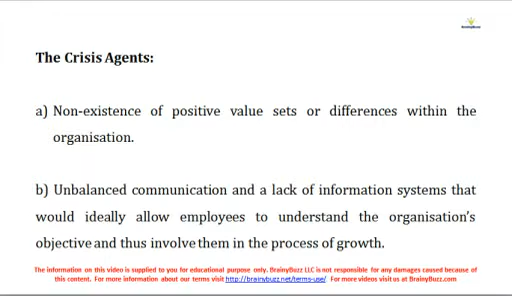 BrainyBuzz
The Crisis Agents:
a) Non-existence of positive value sets or differences within the
organisation.
b) Unbalanced communication and a lack of information systems that
would ideally allow employees to understand the organisation's
objective and thus involve them in the process of growth.
The information on this video is supplied to you for educational purpose only. BrainyBuzz LLC is not responsible for any damages caused because of
this content. For more information about our terms visit http://brainybuzz.net/terms-use/. For more videos visit us at BrainyBuzz.com